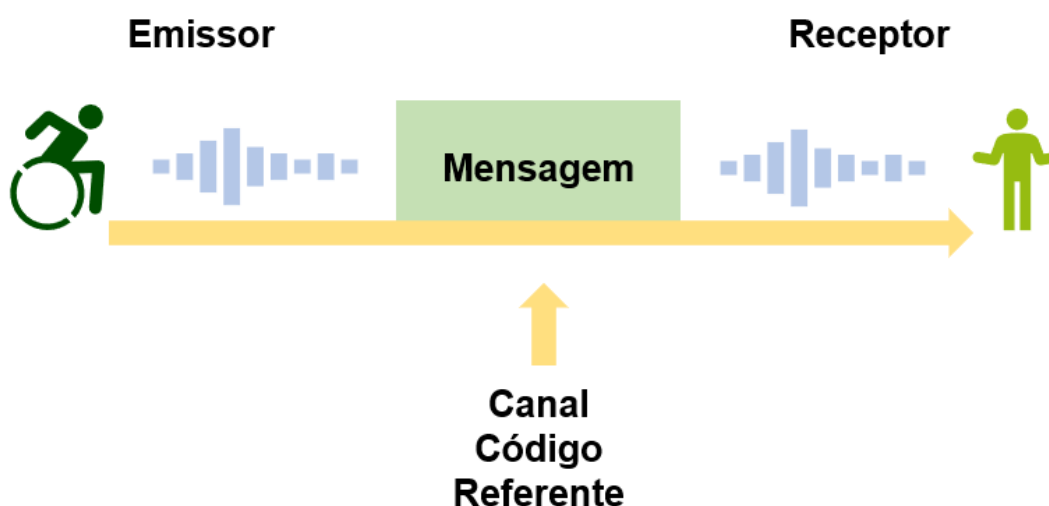 Emissor
Receptor
Mensagem
Canal
Código
Referente